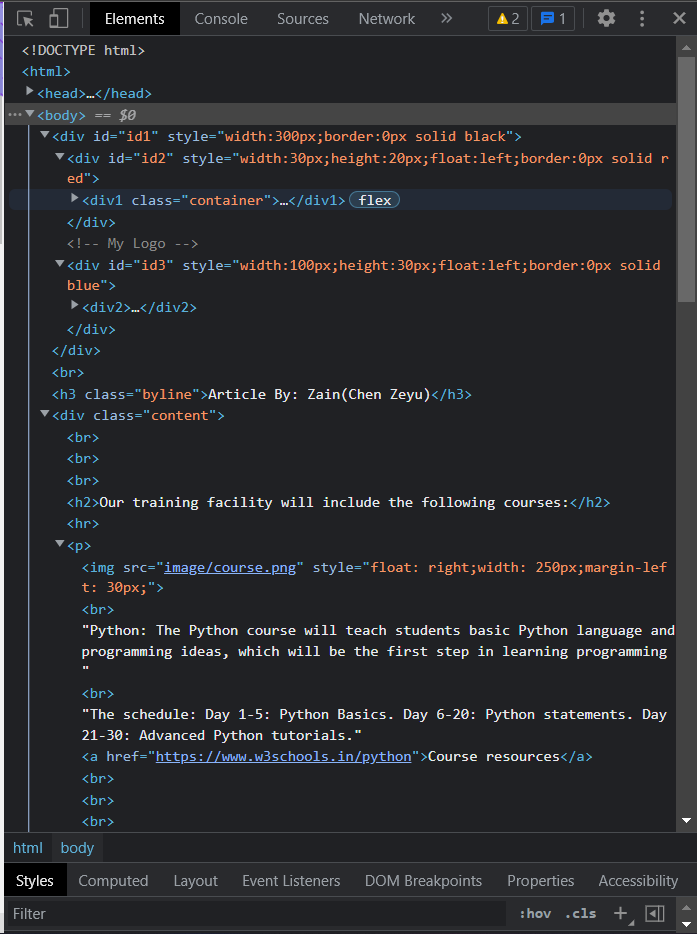 Elements Console Sources Network » 2 1
<!DOCTYPE html>
<html>
<head>…</head>
<body> == $0
<div id="id1" style="width:300px;border:0px solid black">
<div id="id2" style="width:30px;height:20px;float:left;border:0px solid r
ed">
<div1 class="container">…</div1> flex
</div>
<!-- My Logo -->
<div id="id3" style="width:100px;height:30px;float:left;border:0px solid
blue">
<div2>…</div2>
</div>
</div>
<br>
<h3 class="byline">Article By: Zain(Chen Zeyu)</h3>
<div class="content">
<br>
<br>
<br>
<h2>Our training facility will include the following courses:</h2>
<hr>
<p>
<img src="image/course.png" style="float: right;width: 250px;margin-lef
t: 30px;">
<br>
"Python: The Python course will teach students basic Python language and
programming ideas, which will be the first step in learning programming
"
<br>
"The schedule: Day 1-5: Python Basics. Day 6-20: Python statements. Day
21-30: Advanced Python tutorials."
<a href="https://www.w3schools.in/python">Course resources</a>
<br>
<br>
<br>
html body
Styles Computed Layout Event Listeners DOM Breakpoints Properties Accessibility
Filter :hov .cls +